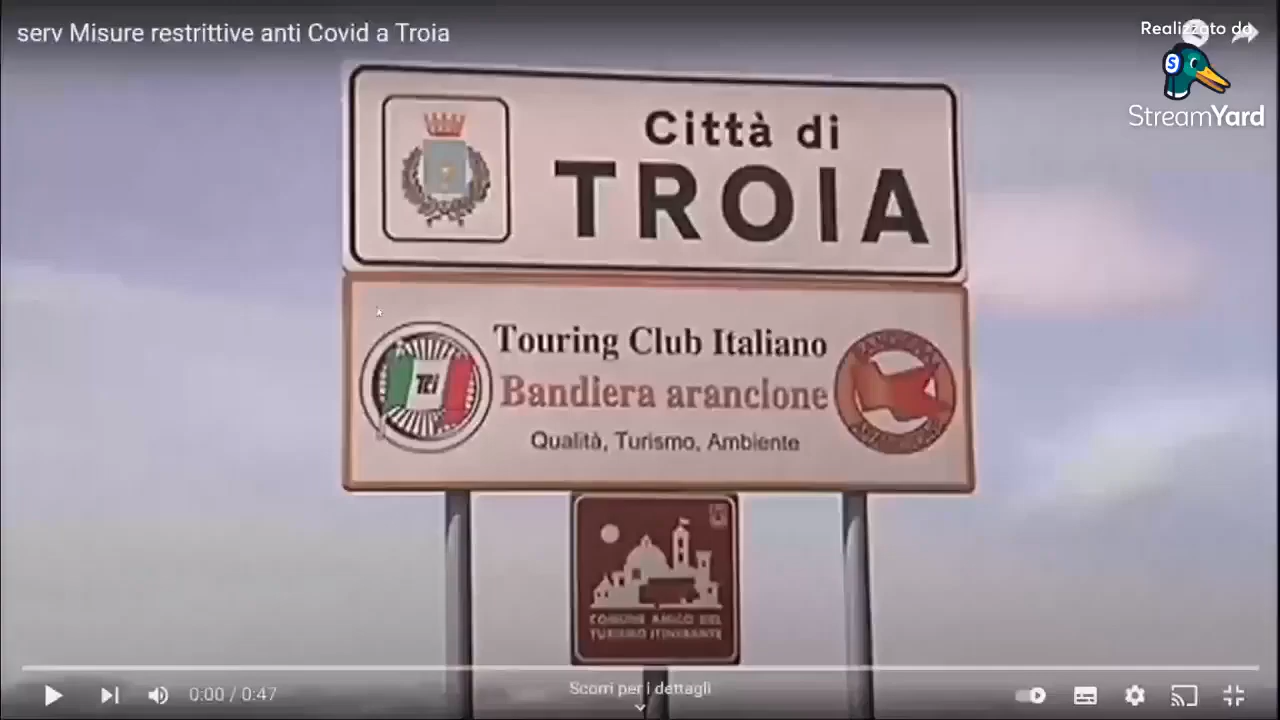 serv Misure restrittive anti Covid a Troia
Realizzato da
StreamYard
Città di
TROIA
Touring Club Italiano
Bandiera arancione
Qualità, Turismo, Ambiente
TCi
COMUNE AMICO DEL
TURISMO ITINERANTE
0:00 / 0:47
Scorri per i dettagli